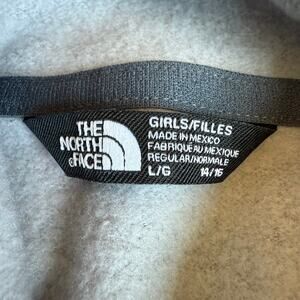 THE
NORTH
FACE
GIRLS/FILLES
MADE IN MEXICO
FABRIQUÉ AU MEXIQUE
REGULAR/NORMALE
L/G 14/16